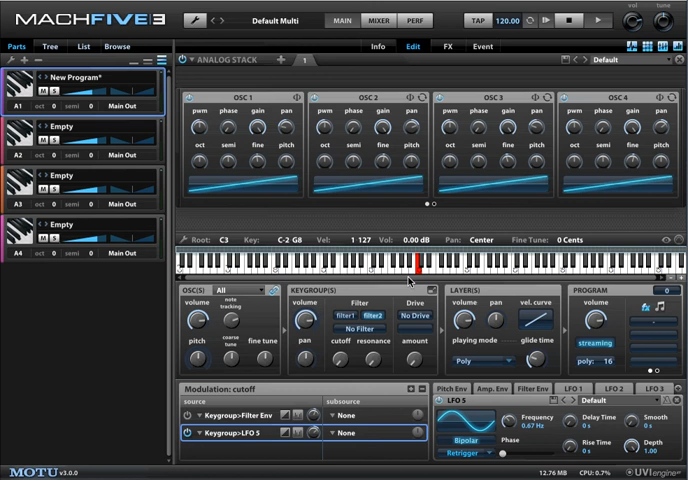 MACHFIVE 3
Default Multi
MAIN MIXER PERF
TAP 120.00
vol tune
Parts Tree List Browse
Info Edit FX Event
New Program*
M S
A1 oct 0 semi 0 Main Out
Empty
M S
A2 oct 0 semi 0 Main Out
Empty
M S
A3 oct 0 semi 0 Main Out
Empty
M S
A4 oct 0 semi 0 Main Out
ANALOG STACK + 1 Default
OSC 1 OSC 2 OSC 3 OSC 4
pwm phase gain pan pwm phase gain pan pwm phase gain pan pwm phase gain pan
oct semi fine pitch oct semi fine pitch oct semi fine pitch oct semi fine pitch
Root: C3 Key: C-2 G8 Vel: 1 127 Vol: 0.00 dB Pan: Center Fine Tune: 0 Cents
OSC(S) All
volume note tracking
pitch coarse tune fine tune
KEYGROUP(S)
volume Filter Drive
filter1 filter2 No Drive
No Filter
pan cutoff resonance amount
LAYER(S)
volume pan vel. curve
playing mode glide time
Poly
PROGRAM 0
volume fx
streaming
poly: 16
Modulation: cutoff
source subsource
Keygroup>Filter Env None
Keygroup>LFO 5 None
Pitch Env Amp. Env Filter Env LFO 1 LFO 2 LFO 3
LFO 5 Default
Frequency 0.67 Hz Delay Time 0 s Smooth 0 s
Bipolar
Retrigger
Phase Rise Time 0 s Depth 1.00
MOTU v3.0.0 12.76 MB CPU: 0.7% UVI engine